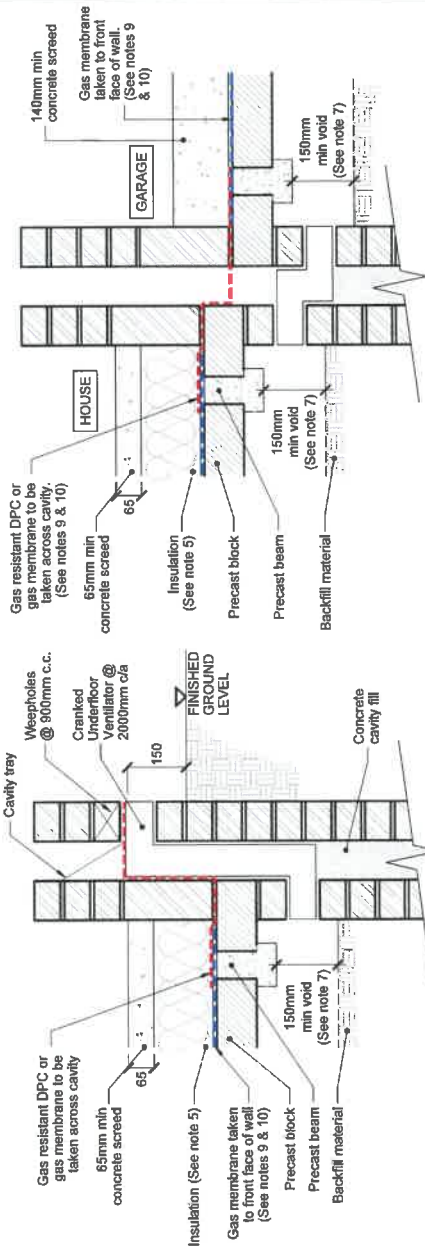 Gas resistant DPC or
gas membrane to be
taken across cavity
65mm min
concrete screed
65
Cavity tray
Weepholes
@ 900mm c.c.
Cranked
Underfloor
Ventilator @
2000mm c/a
150
FINISHED
GROUND
LEVEL
Insulation (See note 5)
Gas membrane taken
to front face of wall
(See notes 9 & 10)
Precast block
Precast beam
Backfill material
150mm
min void
(See note 7)
Concrete
cavity fill
Gas resistant DPC or
gas membrane to be
taken across cavity.
(See notes 9 & 10)
65mm min
concrete screed
65
HOUSE
Insulation
(See note 5)
Precast block
Precast beam
Backfill material
150mm
min void
(See note 7)
140mm min
concrete screed
GARAGE
Gas membrane
taken to front
face of wall.
(See notes 9
& 10)
150mm
min void
(See note 7)